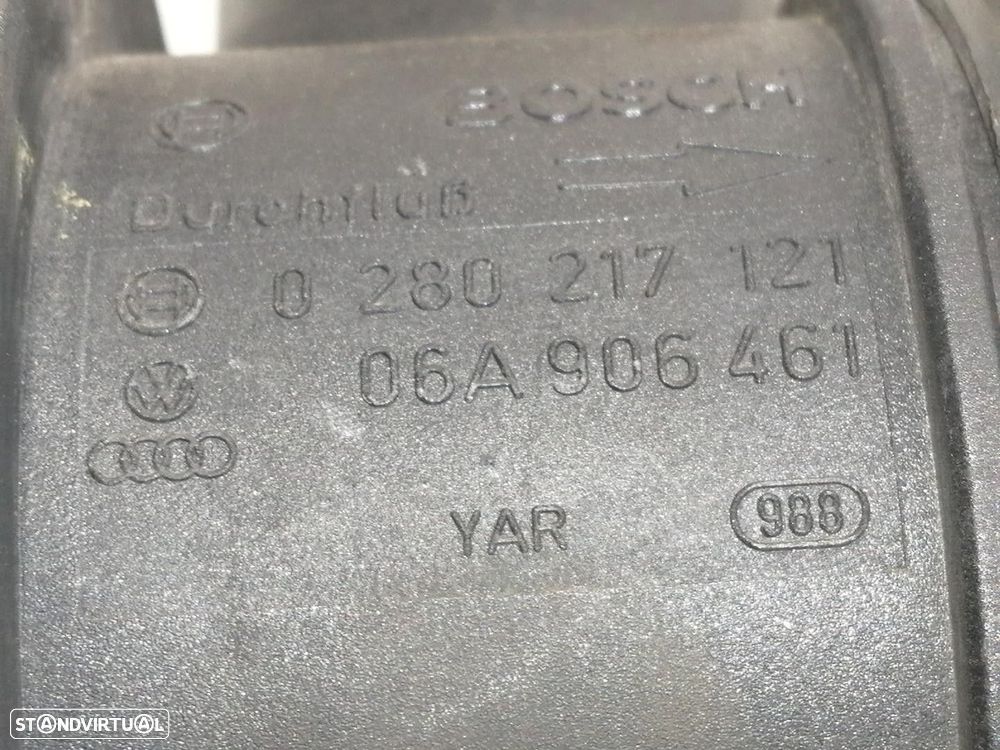 BOSCH
Durchfluß
0 280 217 121
06A 906 461
YAR 988
STANDVIRTUAL